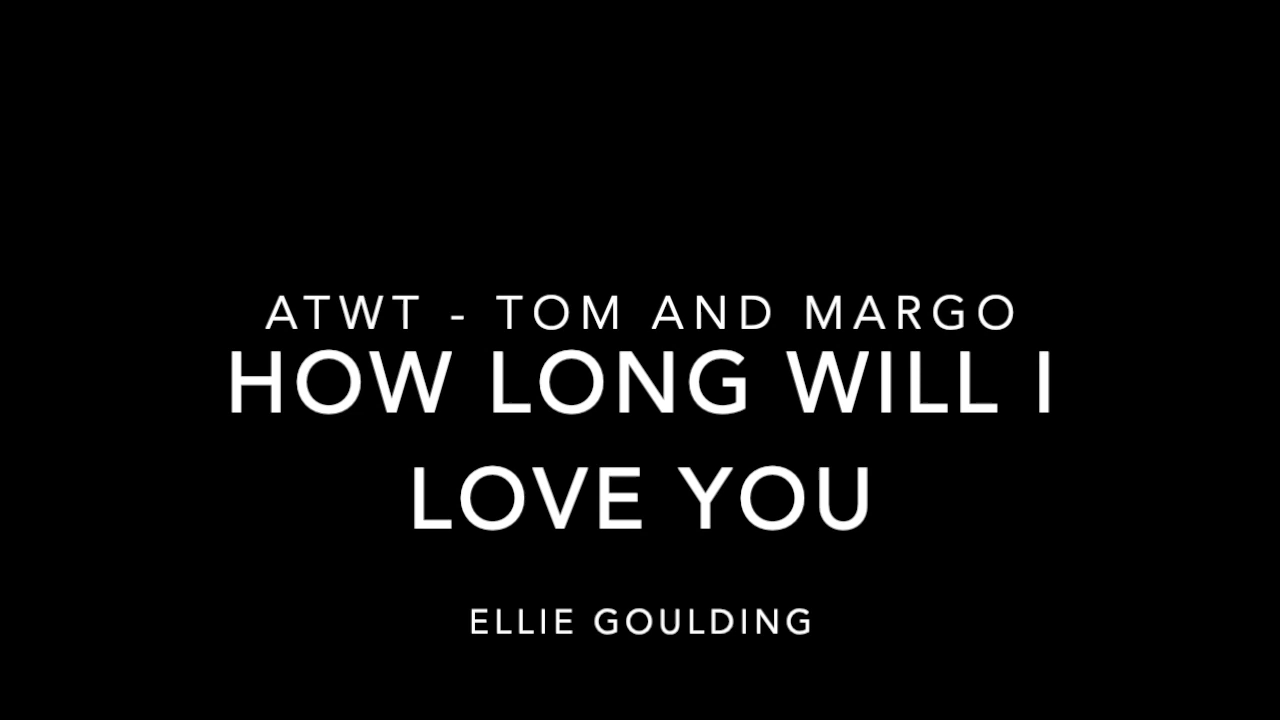 ATWT - TOM AND MARGO
HOW LONG WILL I
LOVE YOU
ELLIE GOULDING